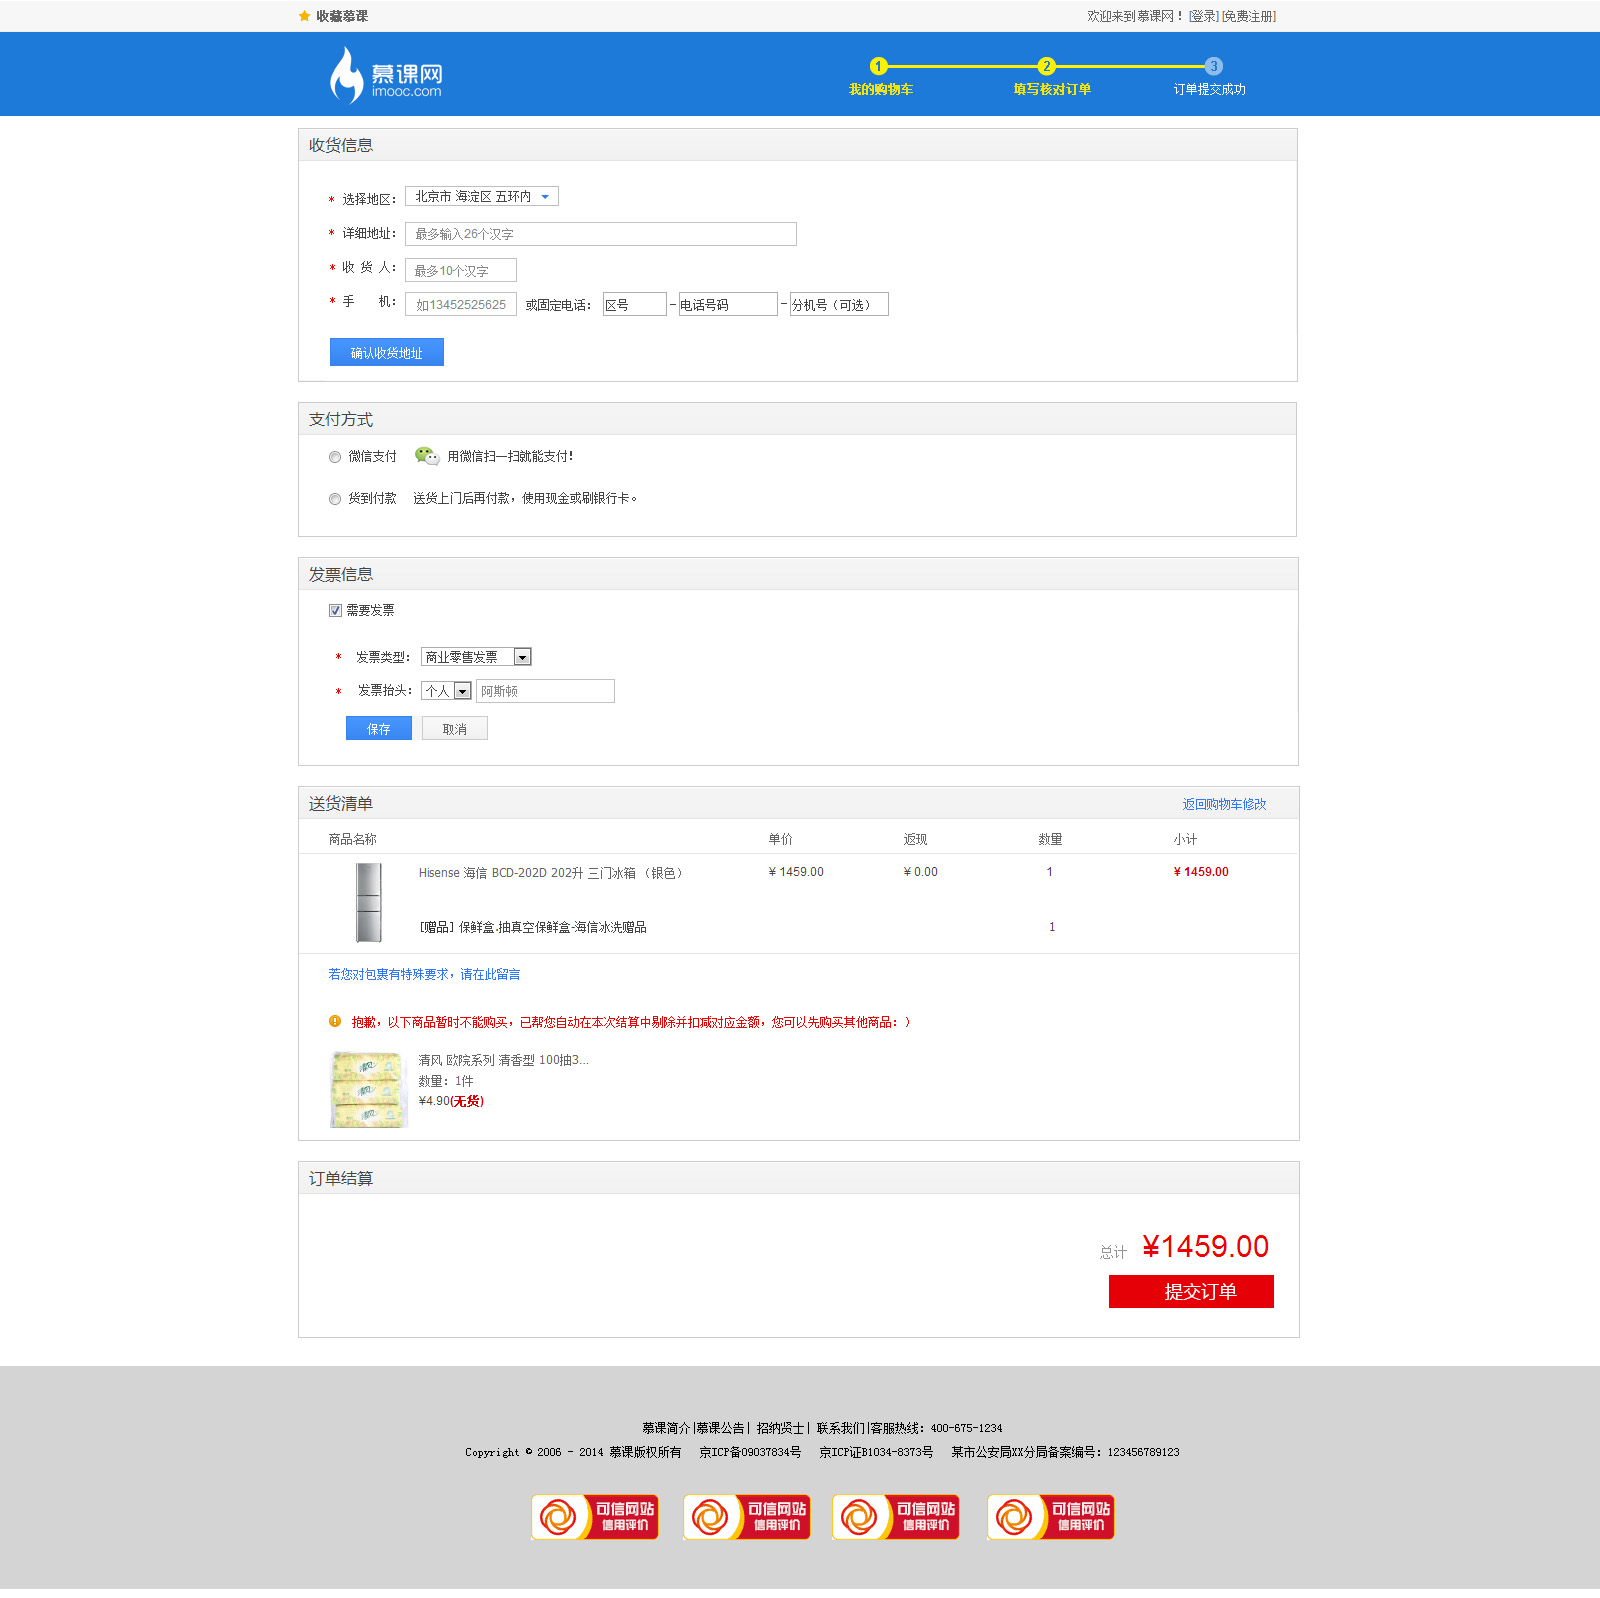 收藏慕课 欢迎来到慕课网！ [登录] [免费注册]
慕课网
imooc.com
1 2 3
我的购物车 填写核对订单 订单提交成功
收货信息
* 选择地区： 北京市 海淀区 五环内
* 详细地址： 最多输入26个汉字
* 收 货 人： 最多10个汉字
* 手 机： 如13452525625 或固定电话： 区号 - 电话号码 - 分机号（可选）
确认收货地址
支付方式
微信支付 用微信扫一扫就能支付！
货到付款 送货上门后再付款，使用现金或刷银行卡。
发票信息
需要发票
* 发票类型： 商业零售发票
* 发票抬头： 个人 阿斯顿
保存 取消
送货清单 返回购物车修改
商品名称 单价 返现 数量 小计
Hisense 海信 BCD-202D 202升 三门冰箱 （银色） ¥ 1459.00 ¥ 0.00 1 ¥ 1459.00
[赠品] 保鲜盒.抽真空保鲜盒-海信冰洗赠品 1
若您对包裹有特殊要求，请在此留言
抱歉，以下商品暂时不能购买，已帮您自动在本次结算中剔除并扣减对应金额，您可以先购买其他商品：）
清风 欧院系列 清香型 100抽3...
数量：1件
¥4.90(无货)
清风
清风
清风
订单结算
总计 ¥1459.00
提交订单
慕课简介|慕课公告| 招纳贤士| 联系我们|客服热线：400-675-1234
Copyright © 2006 - 2014 慕课版权所有 京ICP备09037834号 京ICP证B1034-8373号 某市公安局XX分局备案编号：123456789123
可信网站 可信网站 可信网站 可信网站
信用评价 信用评价 信用评价 信用评价